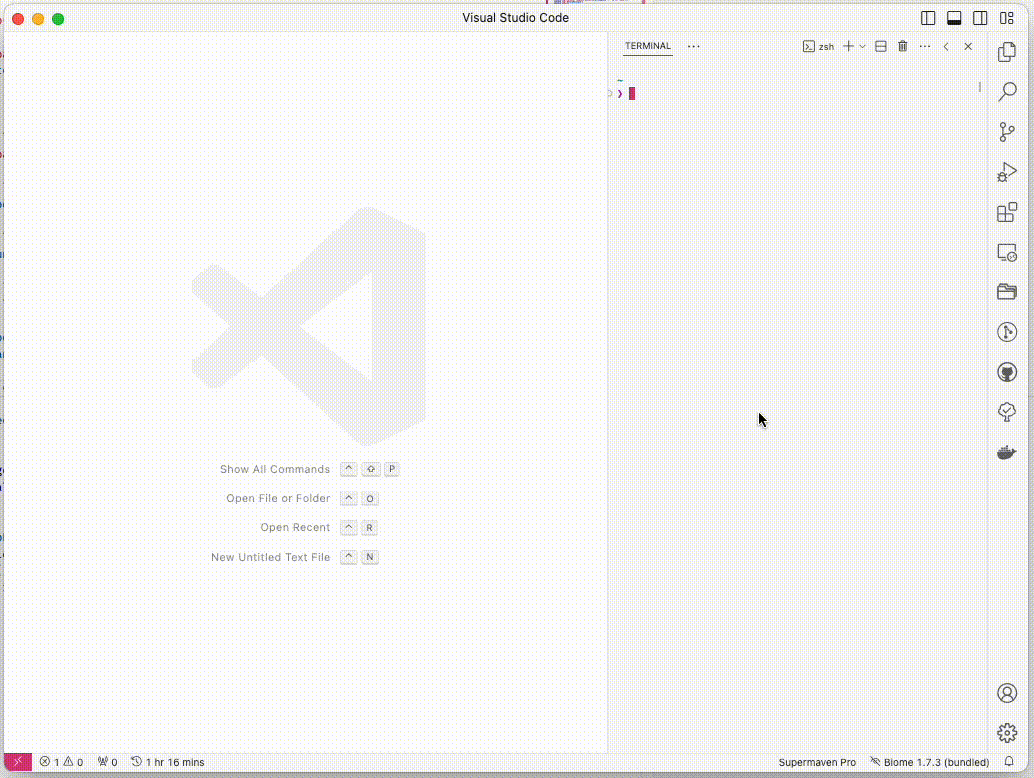 Visual Studio Code
TERMINAL
zsh
~
❯
Show All Commands ^ ⇧ P
Open File or Folder ^ O
Open Recent ^ R
New Untitled Text File ^ N
1 0 0 1 hr 16 mins
Supermaven Pro Biome 1.7.3 (bundled)